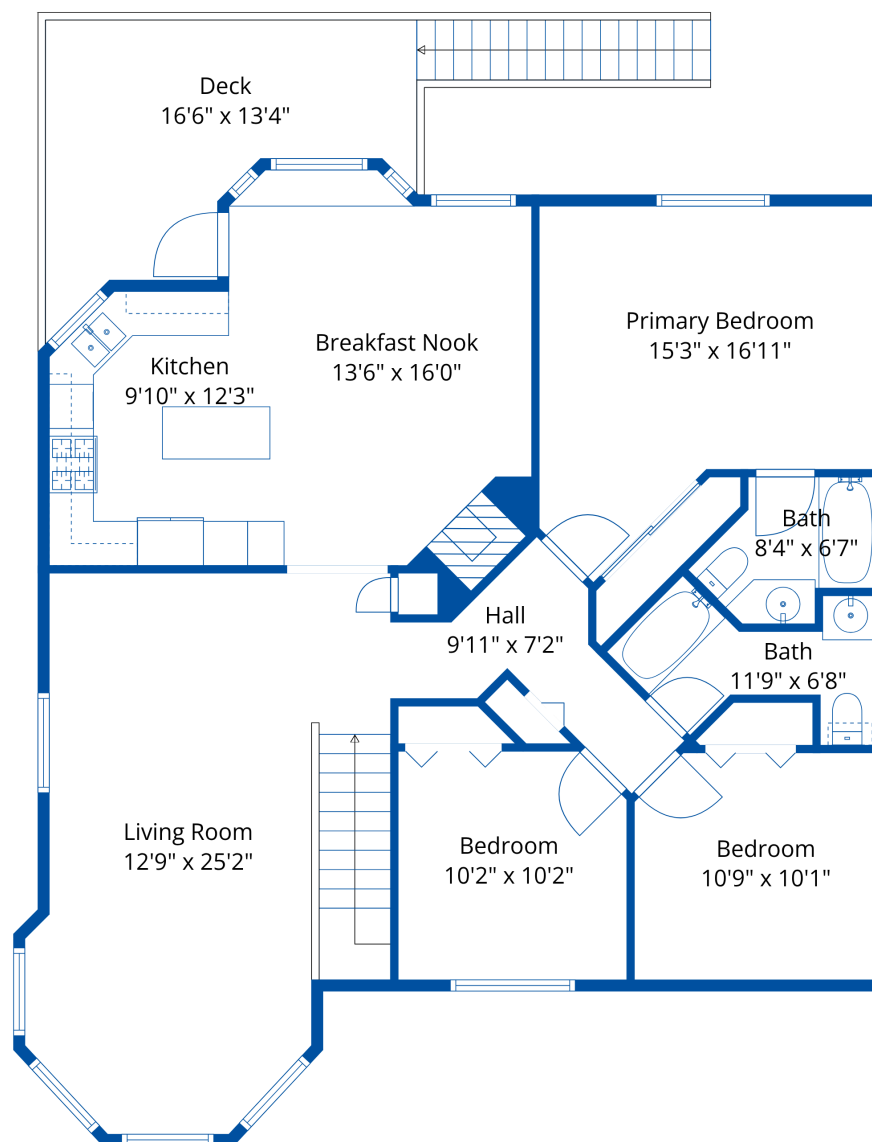 Deck
16'6" x 13'4"
Primary Bedroom
15'3" x 16'11"
Breakfast Nook
13'6" x 16'0"
Kitchen
9'10" x 12'3"
Bath
8'4" x 6'7"
Hall
9'11" x 7'2"
Bath
11'9" x 6'8"
Living Room
12'9" x 25'2"
Bedroom
10'2" x 10'2"
Bedroom
10'9" x 10'1"